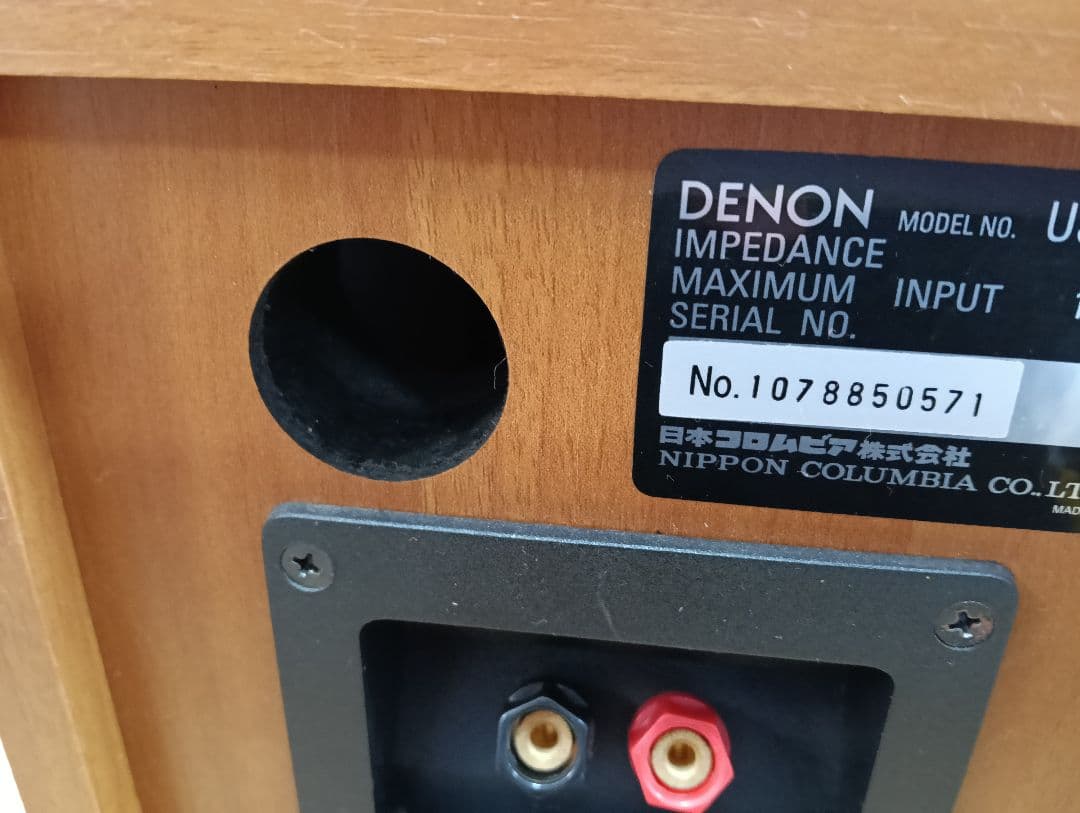 DENON MODEL NO.
IMPEDANCE
MAXIMUM INPUT
SERIAL NO.
No.1078850571
日本コロムビア株式会社
NIPPON COLUMBIA CO.,LT
MAD